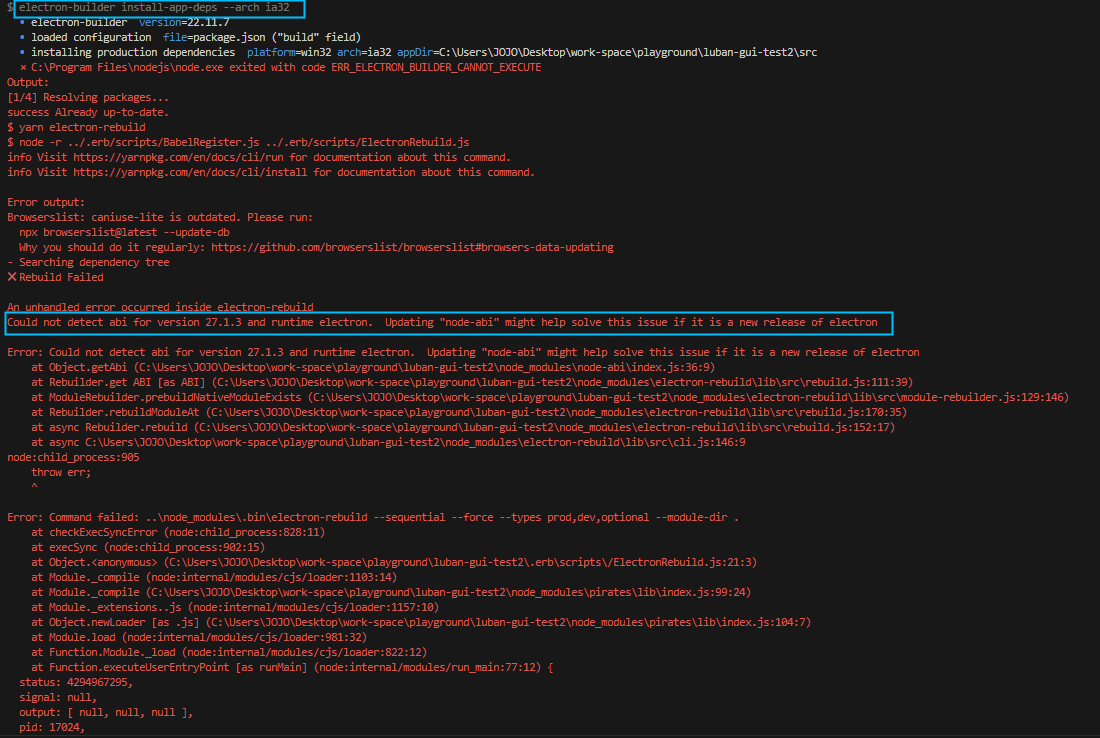 $ electron-builder install-app-deps --arch ia32
• electron-builder  version=22.11.7
• loaded configuration  file=package.json ("build" field)
• installing production dependencies  platform=win32 arch=ia32 appDir=C:\Users\JOJO\Desktop\work-space\playground\luban-gui-test2\src
⨯ C:\Program Files\nodejs\node.exe exited with code ERR_ELECTRON_BUILDER_CANNOT_EXECUTE
Output:
[1/4] Resolving packages...
success Already up-to-date.
$ yarn electron-rebuild
$ node -r ../.erb/scripts/BabelRegister.js ../.erb/scripts/ElectronRebuild.js
info Visit https://yarnpkg.com/en/docs/cli/run for documentation about this command.
info Visit https://yarnpkg.com/en/docs/cli/install for documentation about this command.
Error output:
Browserslist: caniuse-lite is outdated. Please run:
npx browserslist@latest --update-db
Why you should do it regularly: https://github.com/browserslist/browserslist#browsers-data-updating
- Searching dependency tree
❌ Rebuild Failed
An unhandled error occurred inside electron-rebuild
Could not detect abi for version 27.1.3 and runtime electron.  Updating "node-abi" might help solve this issue if it is a new release of electron
Error: Could not detect abi for version 27.1.3 and runtime electron.  Updating "node-abi" might help solve this issue if it is a new release of electron
at Object.getAbi (C:\Users\JOJO\Desktop\work-space\playground\luban-gui-test2\node_modules\node-abi\index.js:36:9)
at Rebuilder.get ABI [as ABI] (C:\Users\JOJO\Desktop\work-space\playground\luban-gui-test2\node_modules\electron-rebuild\lib\src\rebuild.js:111:39)
at ModuleRebuilder.prebuildNativeModuleExists (C:\Users\JOJO\Desktop\work-space\playground\luban-gui-test2\node_modules\electron-rebuild\lib\src\module-rebuilder.js:129:146)
at Rebuilder.rebuildModuleAt (C:\Users\JOJO\Desktop\work-space\playground\luban-gui-test2\node_modules\electron-rebuild\lib\src\rebuild.js:170:35)
at async Rebuilder.rebuild (C:\Users\JOJO\Desktop\work-space\playground\luban-gui-test2\node_modules\electron-rebuild\lib\src\rebuild.js:152:17)
at async C:\Users\JOJO\Desktop\work-space\playground\luban-gui-test2\node_modules\electron-rebuild\lib\src\cli.js:146:9
node:child_process:905
throw err;
^
Error: Command failed: ..\node_modules\.bin\electron-rebuild --sequential --force --types prod,dev,optional --module-dir .
at checkExecSyncError (node:child_process:828:11)
at execSync (node:child_process:902:15)
at Object.<anonymous> (C:\Users\JOJO\Desktop\work-space\playground\luban-gui-test2\.erb\scripts\/ElectronRebuild.js:21:3)
at Module._compile (node:internal/modules/cjs/loader:1103:14)
at Module._compile (C:\Users\JOJO\Desktop\work-space\playground\luban-gui-test2\node_modules\pirates\lib\index.js:99:24)
at Module._extensions..js (node:internal/modules/cjs/loader:1157:10)
at Object.newLoader [as .js] (C:\Users\JOJO\Desktop\work-space\playground\luban-gui-test2\node_modules\pirates\lib\index.js:104:7)
at Module.load (node:internal/modules/cjs/loader:981:32)
at Function.Module._load (node:internal/modules/cjs/loader:822:12)
at Function.executeUserEntryPoint [as runMain] (node:internal/modules/run_main:77:12) {
status: 4294967295,
signal: null,
output: [ null, null, null ],
pid: 17024,